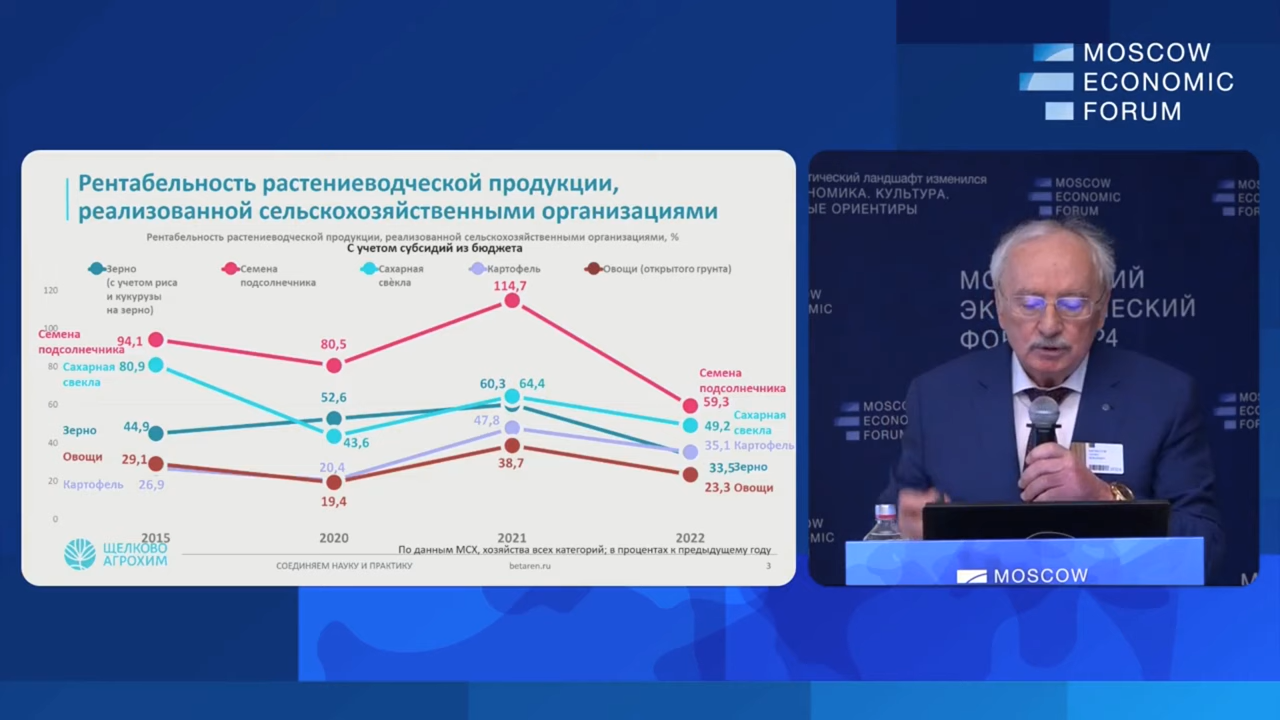 MOSCOW
ECONOMIC
FORUM
Рентабельность растениеводческой продукции,
реализованной сельскохозяйственными организациями
Рентабельность растениеводческой продукции, реализованной сельскохозяйственными организациями, %
С учетом субсидий из бюджета
Зерно
(с учетом риса
и кукурузы
на зерно)
Семена
подсолнечника
Сахарная
свёкла
Картофель
Овощи (открытого грунта)
120
100
80
60
40
20
0
Семена
подсолнечника
94,1
Сахарная
свекла
80,9
Зерно
44,9
Овощи
29,1
Картофель
26,9
80,5
52,6
43,6
20,4
19,4
114,7
60,3
64,4
47,8
38,7
Семена
подсолнечника
59,3
Сахарная
свекла
49,2
35,1 Картофель
33,5 Зерно
23,3 Овощи
2015
2020
2021
2022
По данным МСХ, хозяйства всех категорий; в процентах к предыдущему году
ЩЕЛКОВО
АГРОХИМ
СОЕДИНЯЕМ НАУКУ И ПРАКТИКУ
betaren.ru
3
ландшафт изменился
КУЛЬТУРА.
ОРИЕНТИРЫ
MOSCOW
ECONOMIC
FORUM
MOSCOW